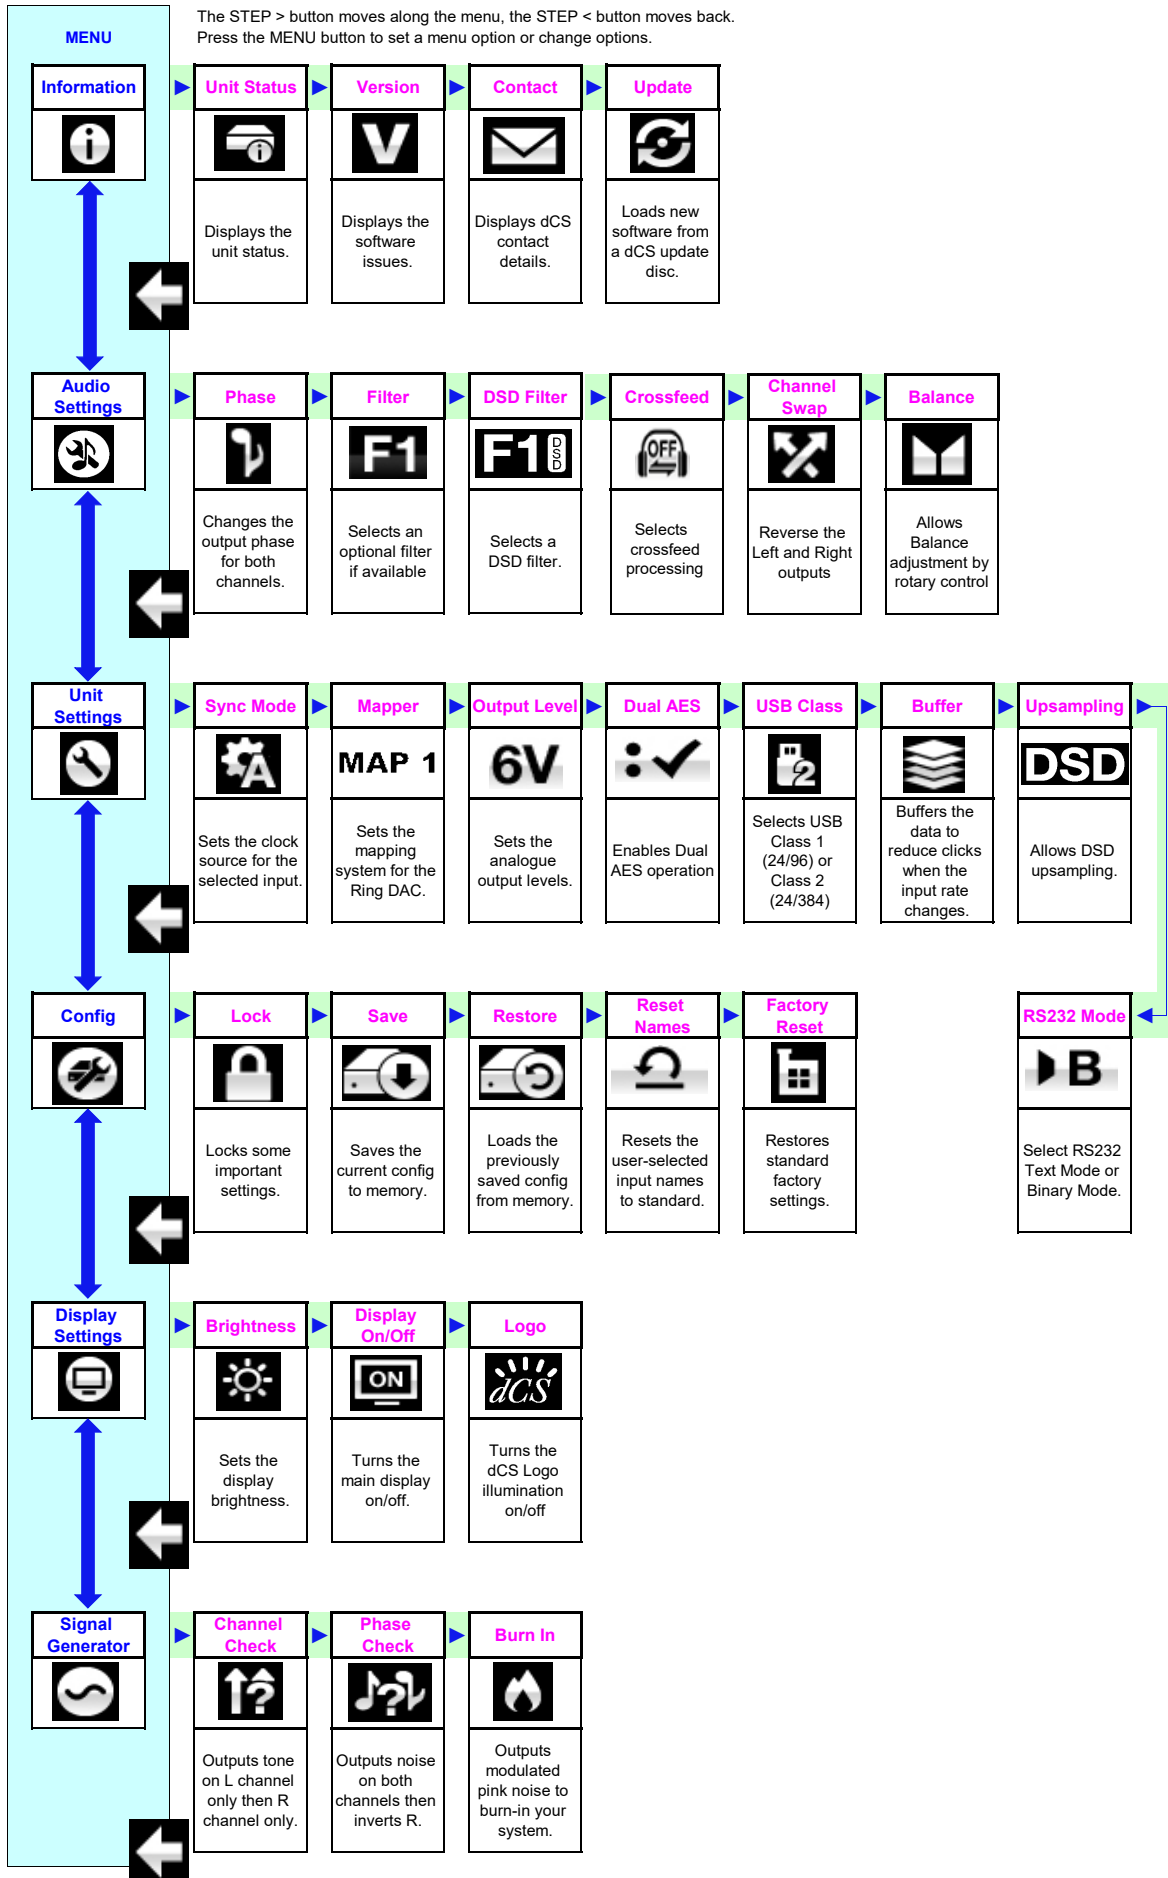 The STEP > button moves along the menu, the STEP < button moves back.
MENU
Press the MENU button to set a menu option or change options.
Information
Unit Status
Version
Contact
Update
V
Displays the
unit status.
Displays the
software
issues.
Displays dCS
contact
details.
Loads new
software from
a dCS update
disc.
Audio
Settings
Phase
Filter
DSD Filter
Crossfeed
Channel
Swap
Balance
F1
F1 DSD
OFF
Changes the
output phase
for both
channels.
Selects an
optional filter
if available
Selects a
DSD filter.
Selects
crossfeed
processing
Reverse the
Left and Right
outputs
Allows
Balance
adjustment by
rotary control
Unit
Settings
Sync Mode
Mapper
Output Level
Dual AES
USB Class
Buffer
Upsampling
A
MAP 1
6V
2
DSD
Sets the clock
source for the
selected input.
Sets the
mapping
system for the
Ring DAC.
Sets the
analogue
output levels.
Enables Dual
AES operation
Selects USB
Class 1
(24/96) or
Class 2
(24/384)
Buffers the
data to
reduce clicks
when the
input rate
changes.
Allows DSD
upsampling.
Config
Lock
Save
Restore
Reset
Names
Factory
Reset
RS232 Mode
B
Locks some
important
settings.
Saves the
current config
to memory.
Loads the
previously
saved config
from memory.
Resets the
user-selected
input names
to standard.
Restores
standard
factory
settings.
Select RS232
Text Mode or
Binary Mode.
Display
Settings
Brightness
Display
On/Off
Logo
ON
dCS
Sets the
display
brightness.
Turns the
main display
on/off.
Turns the
dCS Logo
illumination
on/off
Signal
Generator
Channel
Check
Phase
Check
Burn In
?
?
Outputs tone
on L channel
only then R
channel only.
Outputs noise
on both
channels then
inverts R.
Outputs
modulated
pink noise to
burn-in your
system.